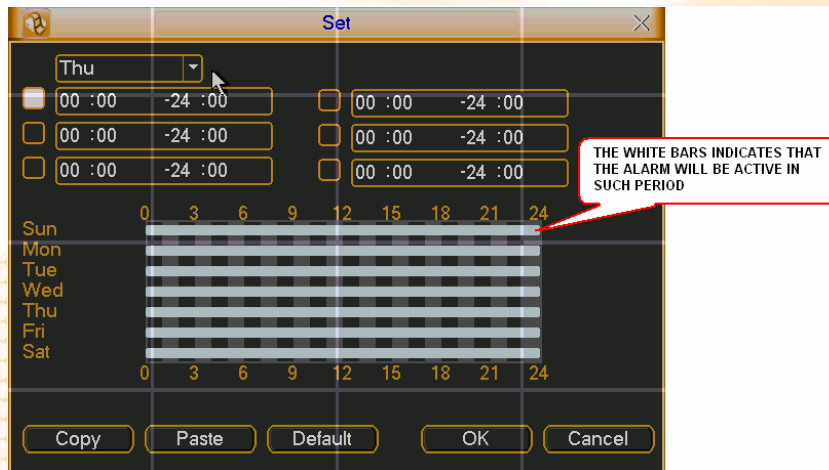 Set
Thu
00 :00 -24 :00 00 :00 -24 :00
00 :00 -24 :00 00 :00 -24 :00
00 :00 -24 :00 00 :00 -24 :00
THE WHITE BARS INDICATES THAT
THE ALARM WILL BE ACTIVE IN
SUCH PERIOD
0 3 6 9 12 15 18 21 24
Sun
Mon
Tue
Wed
Thu
Fri
Sat
0 3 6 9 12 15 18 21 24
Copy Paste Default OK Cancel